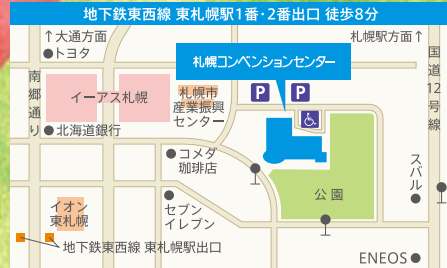 地下鉄東西線 東札幌駅1番・2番出口 徒歩8分
↑大通方面
札幌駅方面↑
トヨタ
札幌コンベンションセンター
国道12号線
南郷通り
イーアス札幌
札幌市
産業振興
センター
P
P
北海道銀行
コメダ
珈琲店
スバル
公園
セブン
イレブン
イオン
東札幌
地下鉄東西線 東札幌駅出口
ENEOS